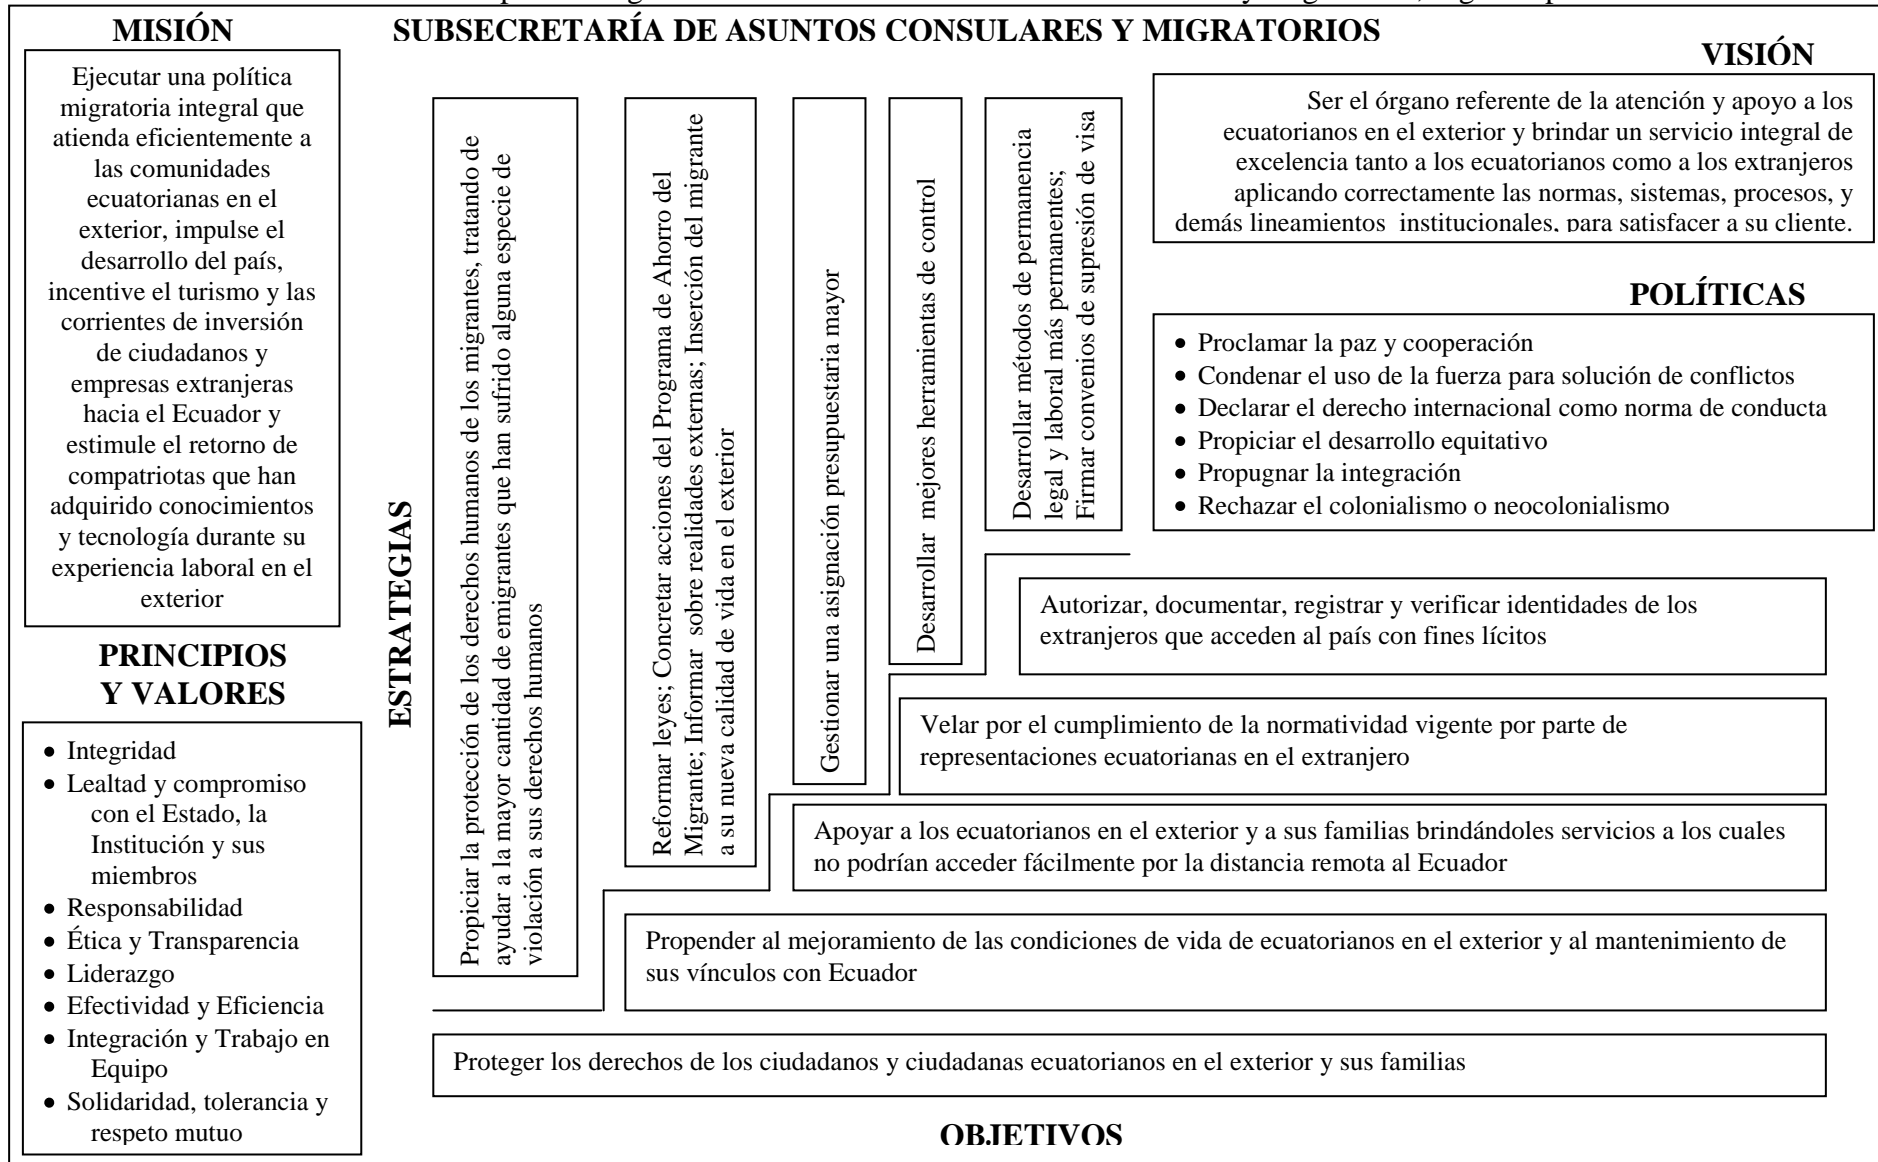 MISIÓN
SUBSECRETARÍA DE ASUNTOS CONSULARES Y MIGRATORIOS
VISIÓN
Ejecutar una política
migratoria integral que
atienda eficientemente a
las comunidades
ecuatorianas en el
exterior, impulse el
desarrollo del país,
incentive el turismo y las
corrientes de inversión
de ciudadanos y
empresas extranjeras
hacia el Ecuador y
estimule el retorno de
compatriotas que han
adquirido conocimientos
y tecnología durante su
experiencia laboral en el
exterior
PRINCIPIOS
Y VALORES
• Integridad
• Lealtad y compromiso
con el Estado, la
Institución y sus
miembros
• Responsabilidad
• Ética y Transparencia
• Liderazgo
• Efectividad y Eficiencia
• Integración y Trabajo en
Equipo
• Solidaridad, tolerancia y
respeto mutuo
ESTRATEGIAS
Propiciar la protección de los derechos humanos de los migrantes, tratando de
ayudar a la mayor cantidad de emigrantes que han sufrido alguna especie de
violación a sus derechos humanos
Reformar leyes; Concretar acciones del Programa de Ahorro del
Migrante; Informar sobre realidades externas; Inserción del migrante
a su nueva calidad de vida en el exterior
Gestionar una asignación presupuestaria mayor
Desarrollar mejores herramientas de control
Desarrollar métodos de permanencia
legal y laboral más permanentes;
Firmar convenios de supresión de visa
Ser el órgano referente de la atención y apoyo a los
ecuatorianos en el exterior y brindar un servicio integral de
excelencia tanto a los ecuatorianos como a los extranjeros
aplicando correctamente las normas, sistemas, procesos, y
demás lineamientos institucionales, para satisfacer a su cliente.
POLÍTICAS
• Proclamar la paz y cooperación
• Condenar el uso de la fuerza para solución de conflictos
• Declarar el derecho internacional como norma de conducta
• Propiciar el desarrollo equitativo
• Propugnar la integración
• Rechazar el colonialismo o neocolonialismo
Autorizar, documentar, registrar y verificar identidades de los
extranjeros que acceden al país con fines lícitos
Velar por el cumplimiento de la normatividad vigente por parte de
representaciones ecuatorianas en el extranjero
Apoyar a los ecuatorianos en el exterior y a sus familias brindándoles servicios a los cuales
no podrían acceder fácilmente por la distancia remota al Ecuador
Propender al mejoramiento de las condiciones de vida de ecuatorianos en el exterior y al mantenimiento de
sus vínculos con Ecuador
Proteger los derechos de los ciudadanos y ciudadanas ecuatorianos en el exterior y sus familias
OBJETIVOS